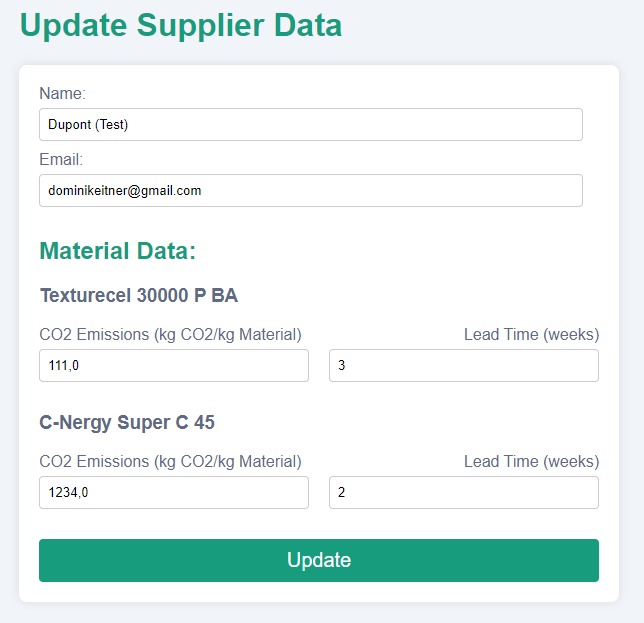 Update Supplier Data
Name:
Dupont (Test)
Email:
dominikeitner@gmail.com
Material Data:
Texturecel 30000 P BA
CO2 Emissions (kg CO2/kg Material) Lead Time (weeks)
111,0 3
C-Nergy Super C 45
CO2 Emissions (kg CO2/kg Material) Lead Time (weeks)
1234,0 2
Update